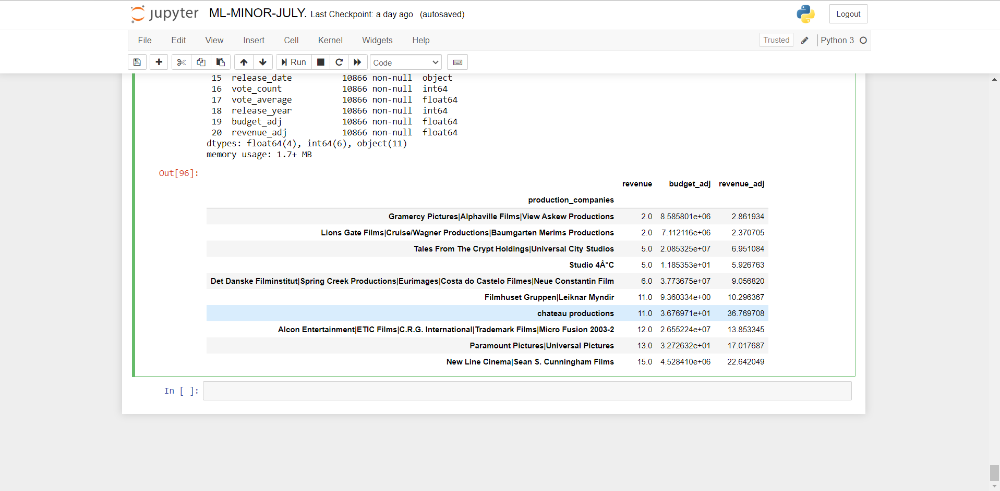 jupyter ML-MINOR-JULY. Last Checkpoint: a day ago (autosaved) Logout
File Edit View Insert Cell Kernel Widgets Help Trusted Python 3
Run Code
15 release_date 10866 non-null object
16 vote_count 10866 non-null int64
17 vote_average 10866 non-null float64
18 release_year 10866 non-null int64
19 budget_adj 10866 non-null float64
20 revenue_adj 10866 non-null float64
dtypes: float64(4), int64(6), object(11)
memory usage: 1.7+ MB
Out[96]:
revenue budget_adj revenue_adj
production_companies
Gramercy Pictures|Alphaville Films|View Askew Productions 2.0 8.585801e+06 2.861934
Lions Gate Films|Cruise/Wagner Productions|Baumgarten Merims Productions 2.0 7.112116e+06 2.370705
Tales From The Crypt Holdings|Universal City Studios 5.0 2.085325e+07 6.951084
Studio 4Â°C 5.0 1.185353e+01 5.926763
Det Danske Filminstitut|Spring Creek Productions|Eurimages|Costa do Castelo Filmes|Neue Constantin Film 6.0 3.773675e+07 9.056820
Filmhuset Gruppen|Leiknar Myndir 11.0 9.360334e+00 10.296367
chateau productions 11.0 3.676971e+01 36.769708
Alcon Entertainment|ETIC Films|C.R.G. International|Trademark Films|Micro Fusion 2003-2 12.0 2.655224e+07 13.853345
Paramount Pictures|Universal Pictures 13.0 3.272632e+01 17.017687
New Line Cinema|Sean S. Cunningham Films 15.0 4.528410e+06 22.642049
In [ ]: